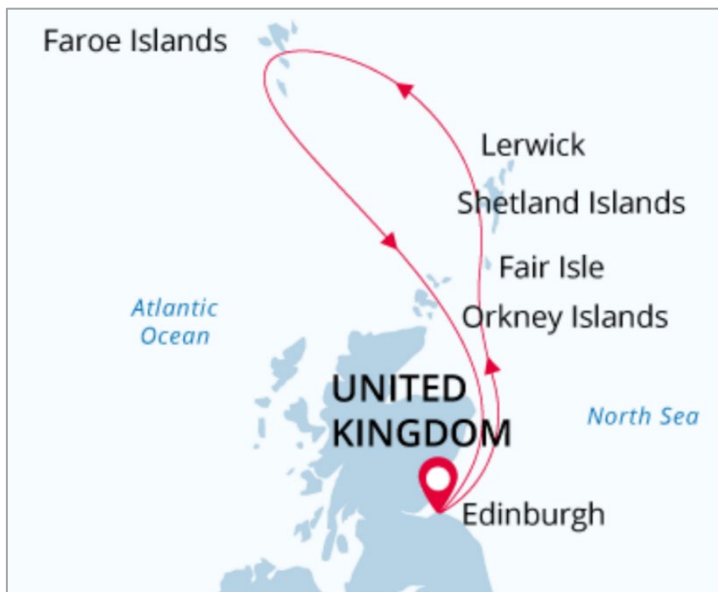 Faroe Islands
Lerwick
Shetland Islands
Fair Isle
Atlantic
Ocean
Orkney Islands
UNITED
KINGDOM
North Sea
Edinburgh